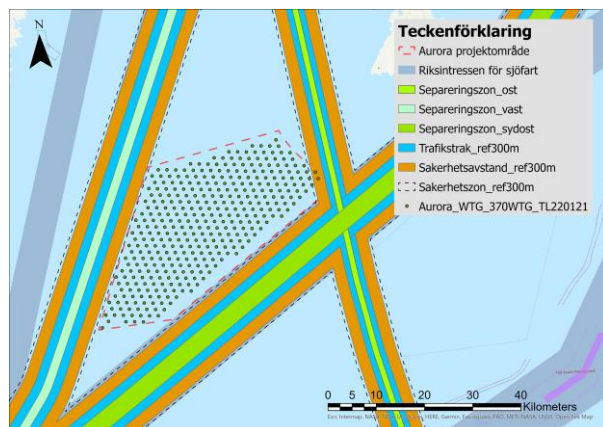 Teckenförklaring
Aurora projektområde
Riksintressen för sjöfart
Separeringszon_ost
Separeringszon_vast
Separeringszon_sydost
Trafikstrak_ref300m
Sakerhetsavstand_ref300m
Sakerhetszon_ref300m
Aurora_WTG_370WTG_TL220121
N
0 5 10 20 30 40
Kilometers